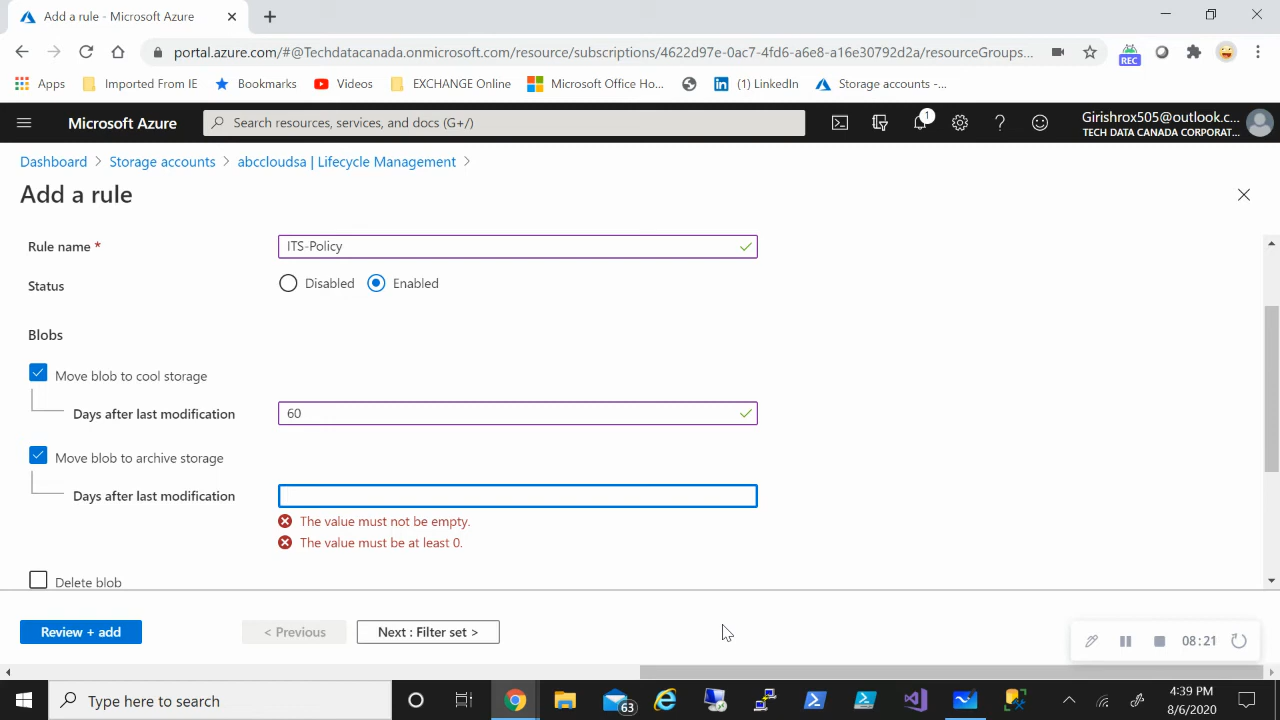 Add a rule - Microsoft Azure
portal.azure.com/#@Techdatacanada.onmicrosoft.com/resource/subscriptions/4622d97e-0ac7-4fd6-a6e8-a16e30792d2a/resourceGroups...
REC
Apps Imported From IE Bookmarks Videos EXCHANGE Online Microsoft Office Ho... (1) LinkedIn Storage accounts -...
Microsoft Azure
Search resources, services, and docs (G+/)
1
Girishrox505@outlook.c...
TECH DATA CANADA CORPORAT...
Dashboard > Storage accounts > abccloudsa | Lifecycle Management >
Add a rule
Rule name * ITS-Policy
Status Disabled Enabled
Blobs
Move blob to cool storage
Days after last modification 60
Move blob to archive storage
Days after last modification
The value must not be empty.
The value must be at least 0.
Delete blob
Review + add < Previous Next : Filter set >
08:21
Type here to search
63
4:39 PM
8/6/2020